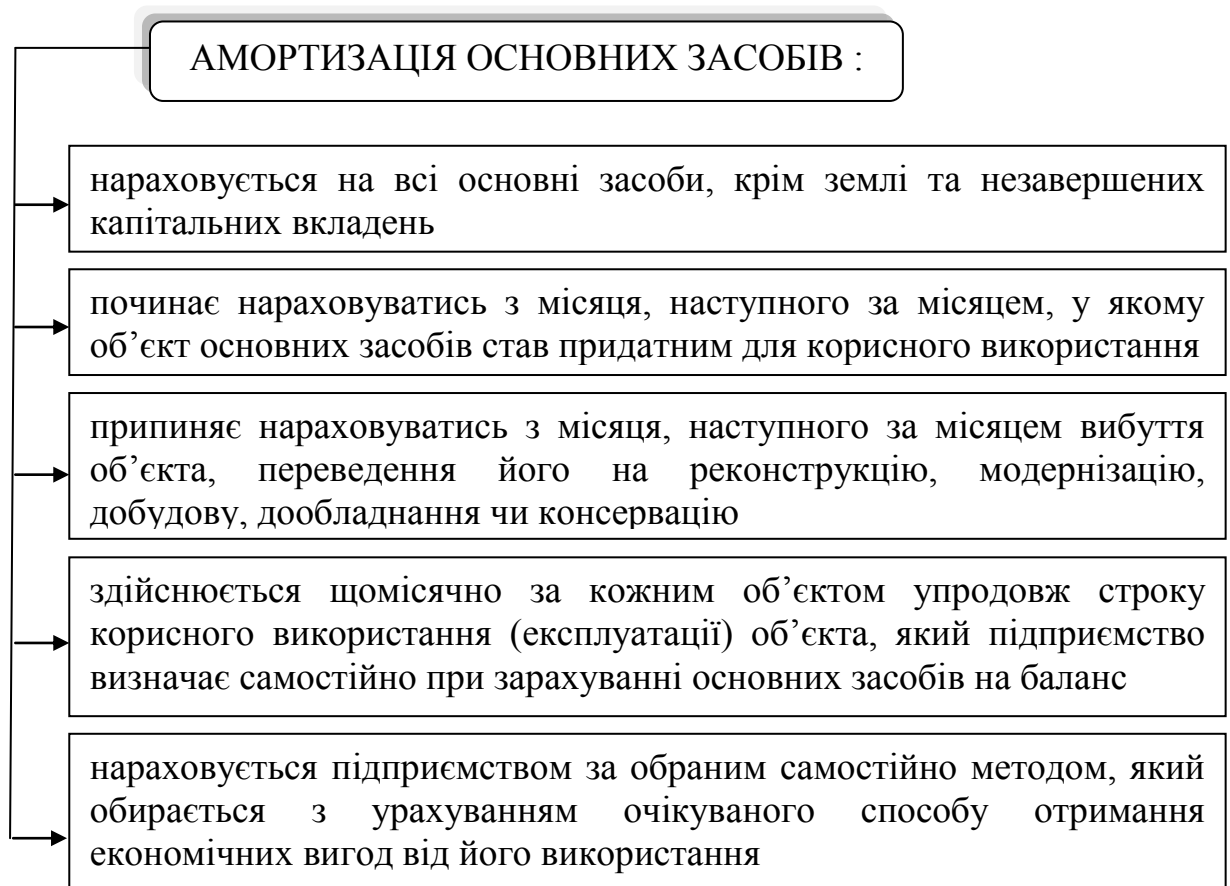 АМОРТИЗАЦІЯ ОСНОВНИХ ЗАСОБІВ :
нараховується на всі основні засоби, крім землі та незавершених
капітальних вкладень
починає нараховуватись з місяця, наступного за місяцем, у якому
об’єкт основних засобів став придатним для корисного використання
припиняє нараховуватись з місяця, наступного за місяцем вибуття
об’єкта, переведення його на реконструкцію, модернізацію,
добудову, дообладнання чи консервацію
здійснюється щомісячно за кожним об’єктом упродовж строку
корисного використання (експлуатації) об’єкта, який підприємство
визначає самостійно при зарахуванні основних засобів на баланс
нараховується підприємством за обраним самостійно методом, який
обирається з урахуванням очікуваного способу отримання
економічних вигод від його використання